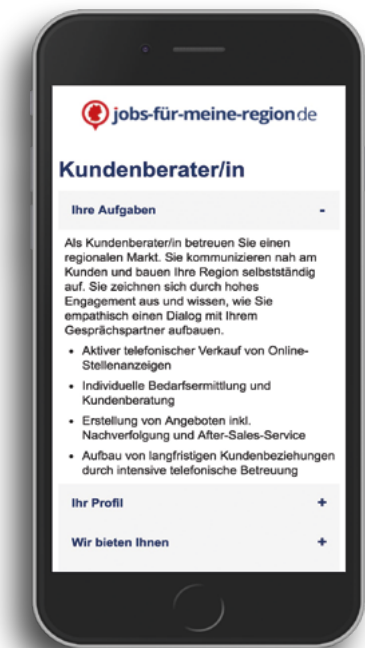 jobs-für-meine-region.de
Kundenberater/in
Ihre Aufgaben -
Als Kundenberater/in betreuen Sie einen
regionalen Markt. Sie kommunizieren nah am
Kunden und bauen Ihre Region selbstständig
auf. Sie zeichnen sich durch hohes
Engagement aus und wissen, wie Sie
empathisch einen Dialog mit Ihrem
Gesprächspartner aufbauen.
• Aktiver telefonischer Verkauf von Online-
Stellenanzeigen
• Individuelle Bedarfsermittlung und
Kundenberatung
• Erstellung von Angeboten inkl.
Nachverfolgung und After-Sales-Service
• Aufbau von langfristigen Kundenbeziehungen
durch intensive telefonische Betreuung
Ihr Profil +
Wir bieten Ihnen +